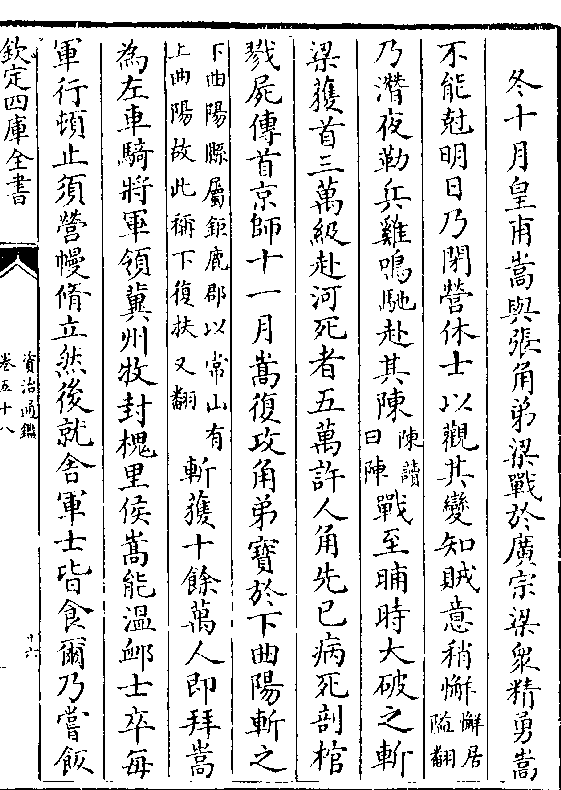 冬十月皇甫嵩與張角弟梁戰於廣宗梁衆精勇嵩
不能尅明日乃閉營休士以觀其變知賊意稍懈懈居隘翻
乃潛夜勒兵雞鳴馳赴其陳陳讀曰陣戰至晡時大破之斬
梁獲首三萬級赴河死者五萬許人角先已病死剖棺
戮屍傳首京師十一月嵩復攻角弟寶於下曲陽斬之
下曲陽縣屬鉅鹿郡以常山有上曲陽故此稱下復扶又翻斬獲十餘萬人即拜嵩
為左車騎將軍領冀州牧封槐里侯嵩能温䘏士卒每
軍行頓止須營幔脩立然後就舍軍士皆食爾乃嘗飯
欽定四庫全書
資治通鑑
卷五十八
十六